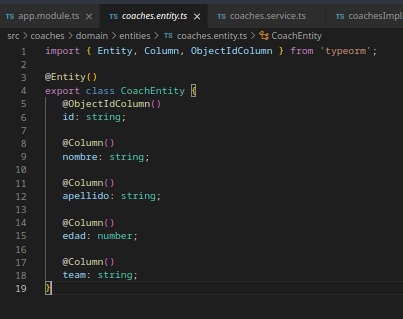 TS app.module.ts × TS coaches.entity.ts × TS coaches.service.ts TS coachesImpl
src > coaches > domain > entities > TS coaches.entity.ts > CoachEntity
1 import { Entity, Column, ObjectIdColumn } from 'typeorm';
2
3 @Entity()
4 export class CoachEntity {
5 @ObjectIdColumn()
6 id: string;
7
8 @Column()
9 nombre: string;
10
11 @Column()
12 apellido: string;
13
14 @Column()
15 edad: number;
16
17 @Column()
18 team: string;
19 }